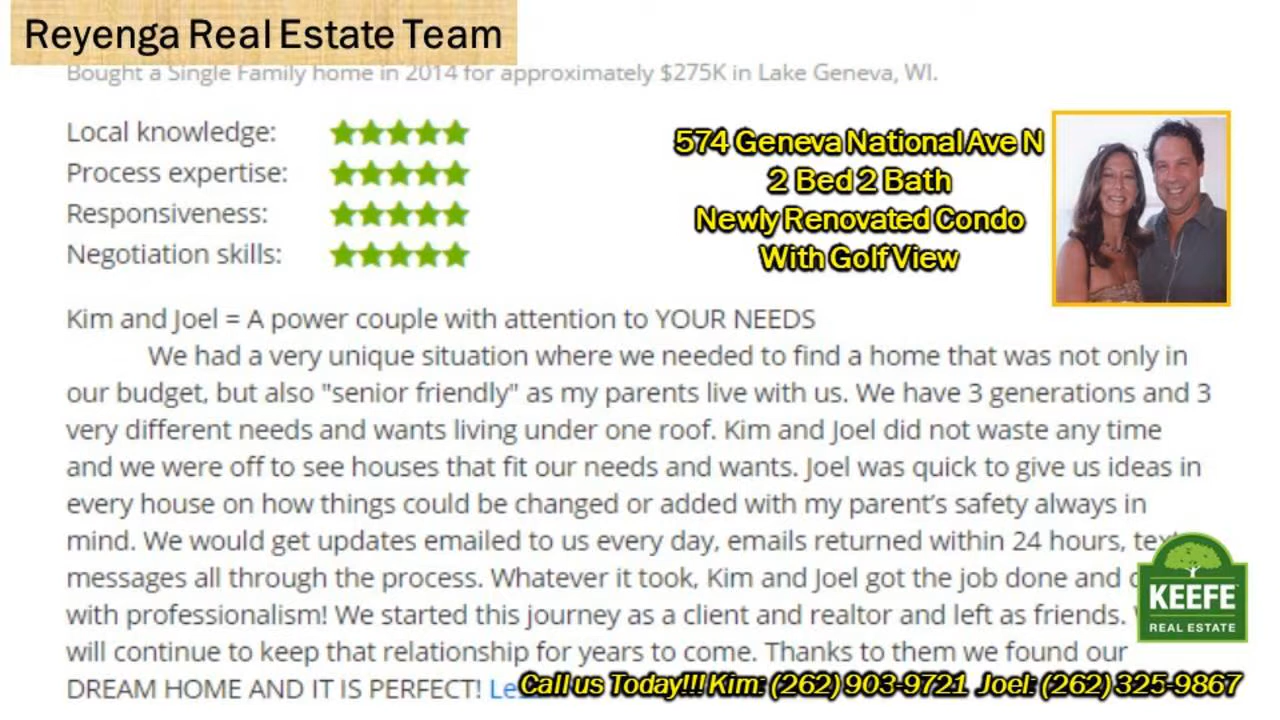 Reyenga Real Estate Team
Bought a Single Family home in 2014 for approximately $275K in Lake Geneva, WI.
Local knowledge:
Process expertise:
Responsiveness:
Negotiation skills:
574 Geneva National Ave N
2 Bed 2 Bath
Newly Renovated Condo
With Golf View
Kim and Joel = A power couple with attention to YOUR NEEDS
We had a very unique situation where we needed to find a home that was not only in
our budget, but also "senior friendly" as my parents live with us. We have 3 generations and 3
very different needs and wants living under one roof. Kim and Joel did not waste any time
and we were off to see houses that fit our needs and wants. Joel was quick to give us ideas in
every house on how things could be changed or added with my parent’s safety always in
mind. We would get updates emailed to us every day, emails returned within 24 hours,
messages all through the process. Whatever it took, Kim and Joel got the job done and
with professionalism! We started this journey as a client and realtor and left as friends.
will continue to keep that relationship for years to come. Thanks to them we found our
DREAM HOME AND IT IS PERFECT!
KEEFE
REAL ESTATE
Call us Today!!! Kim: (262) 903-9721 Joel: (262) 325-9867